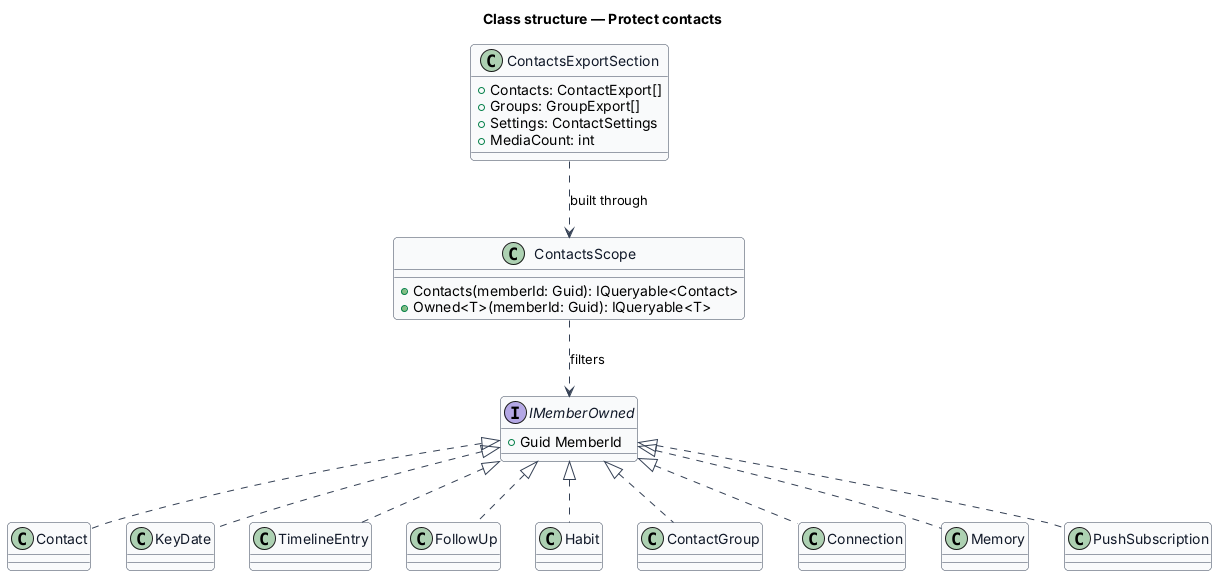 Class structure — Protect contacts
C ContactsExportSection
Contacts: ContactExport[]
Groups: GroupExport[]
Settings: ContactSettings
MediaCount: int
built through
C ContactsScope
Contacts(memberId: Guid): IQueryable<Contact>
Owned<T>(memberId: Guid): IQueryable<T>
filters
I IMemberOwned
Guid MemberId
C Contact
C KeyDate
C TimelineEntry
C FollowUp
C Habit
C ContactGroup
C Connection
C Memory
C PushSubscription